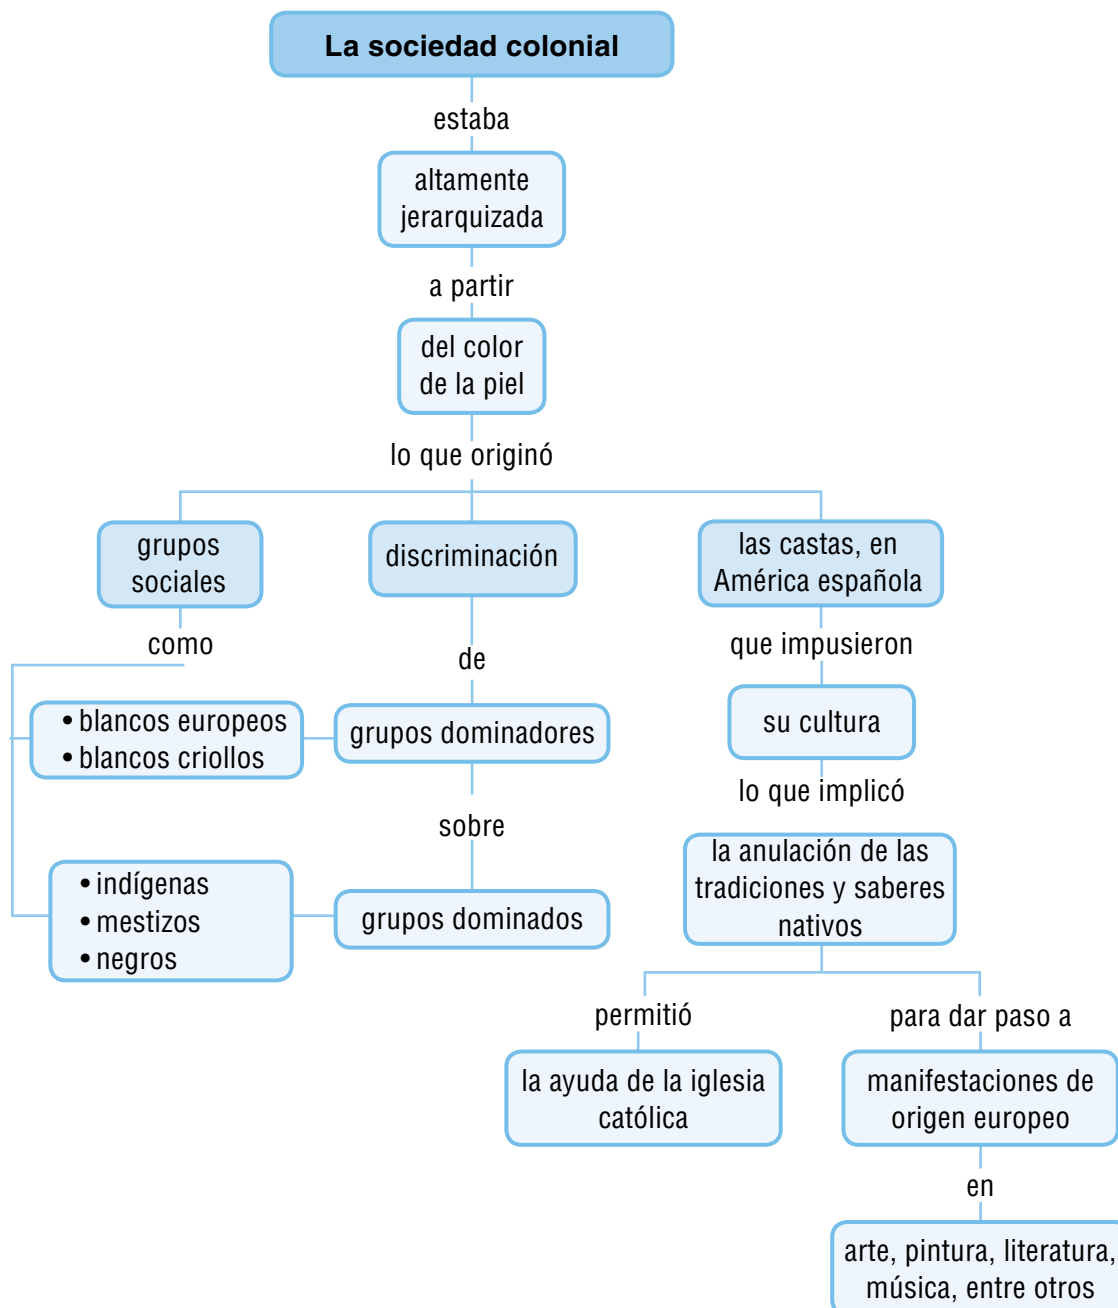 La sociedad colonial
estaba
altamente
jerarquizada
a partir
del color
de la piel
lo que originó
grupos
sociales
como
• blancos europeos
• blancos criollos
• indígenas
• mestizos
• negros
discriminación
de
grupos dominadores
sobre
grupos dominados
las castas, en
América española
que impusieron
su cultura
lo que implicó
la anulación de las
tradiciones y saberes
nativos
permitió
la ayuda de la iglesia
católica
para dar paso a
manifestaciones de
origen europeo
en
arte, pintura, literatura,
música, entre otros